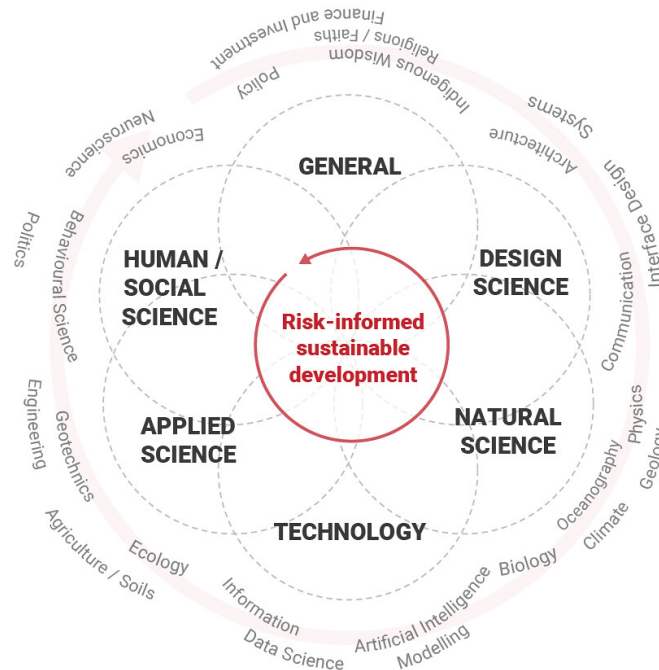 Finance and Investment
Religions / Faiths
Indigenous Wisdom
Policy
Systems
Architecture
Interface Design
Communication
Neuroscience
Economics
Politics
Behavioural Science
GENERAL
HUMAN /
SOCIAL
SCIENCE
DESIGN
SCIENCE
Risk-informed
sustainable
development
APPLIED
SCIENCE
NATURAL
SCIENCE
TECHNOLOGY
Engineering
Geotechnics
Agriculture / Soils
Ecology
Information
Data Science
Artificial Intelligence
Modelling
Biology
Climate
Oceanography
Geology
Physics